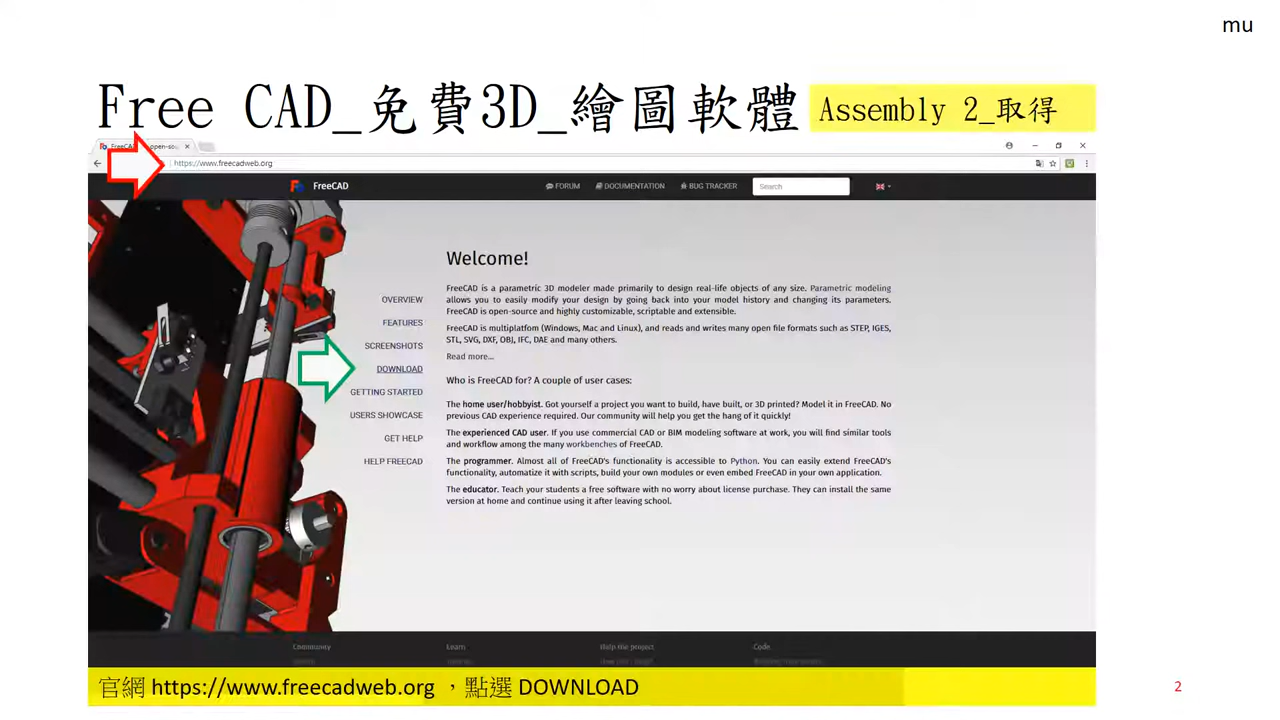 mu
Free CAD_免費3D_繪圖軟體
Assembly 2_取得
FreeCAD
https://www.freecadweb.org
FreeCAD
FORUM
DOCUMENTATION
BUG TRACKER
Search
OVERVIEW
FEATURES
SCREENSHOTS
DOWNLOAD
GETTING STARTED
USERS SHOWCASE
GET HELP
HELP FREECAD
Welcome!
FreeCAD is a parametric 3D modeler made primarily to design real-life objects of any size. Parametric modeling
allows you to easily modify your design by going back into your model history and changing its parameters.
FreeCAD is open-source and highly customizable, scriptable and extensible.
FreeCAD is multiplatfom (Windows, Mac and Linux), and reads and writes many open file formats such as STEP, IGES,
STL, SVG, DXF, OBJ, IFC, DAE and many others.
Read more...
Who is FreeCAD for? A couple of user cases:
The home user/hobbyist. Got yourself a project you want to build, have built, or 3D printed? Model it in FreeCAD. No
previous CAD experience required. Our community will help you get the hang of it quickly!
The experienced CAD user. If you use commercial CAD or BIM modeling software at work, you will find similar tools
and workflow among the many workbenches of FreeCAD.
The programmer. Almost all of FreeCAD's functionality is accessible to Python. You can easily extend FreeCAD's
functionality, automatize it with scripts, build your own modules or even embed FreeCAD in your own application.
The educator. Teach your students a free software with no worry about license purchase. They can install the same
version at home and continue using it after leaving school.
Community
Learn
Help the project
Code
官網 https://www.freecadweb.org ，點選 DOWNLOAD
2